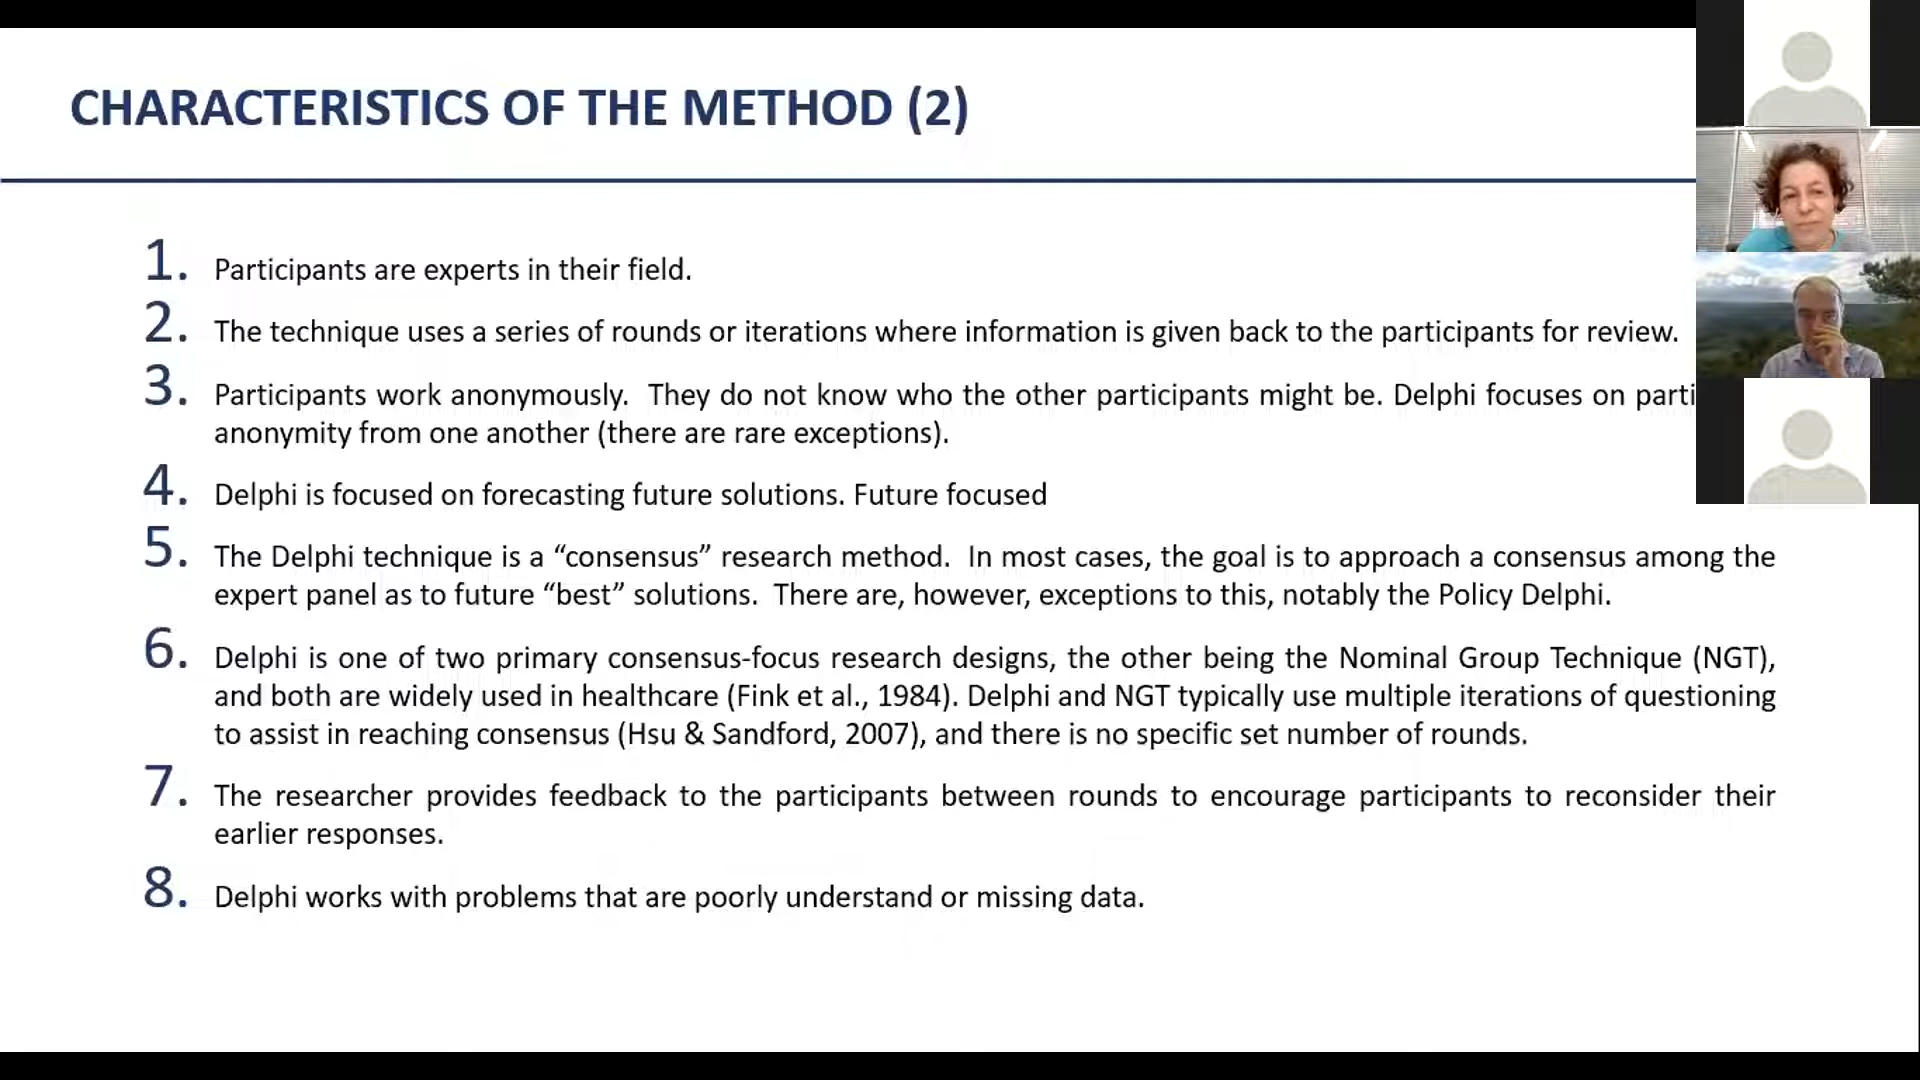 CHARACTERISTICS OF THE METHOD (2)
1. Participants are experts in their field.
2. The technique uses a series of rounds or iterations where information is given back to the participants for review.
3. Participants work anonymously. They do not know who the other participants might be. Delphi focuses on parti
anonymity from one another (there are rare exceptions).
4. Delphi is focused on forecasting future solutions. Future focused
5. The Delphi technique is a “consensus” research method. In most cases, the goal is to approach a consensus among the
expert panel as to future “best” solutions. There are, however, exceptions to this, notably the Policy Delphi.
6. Delphi is one of two primary consensus-focus research designs, the other being the Nominal Group Technique (NGT),
and both are widely used in healthcare (Fink et al., 1984). Delphi and NGT typically use multiple iterations of questioning
to assist in reaching consensus (Hsu & Sandford, 2007), and there is no specific set number of rounds.
7. The researcher provides feedback to the participants between rounds to encourage participants to reconsider their
earlier responses.
8. Delphi works with problems that are poorly understand or missing data.